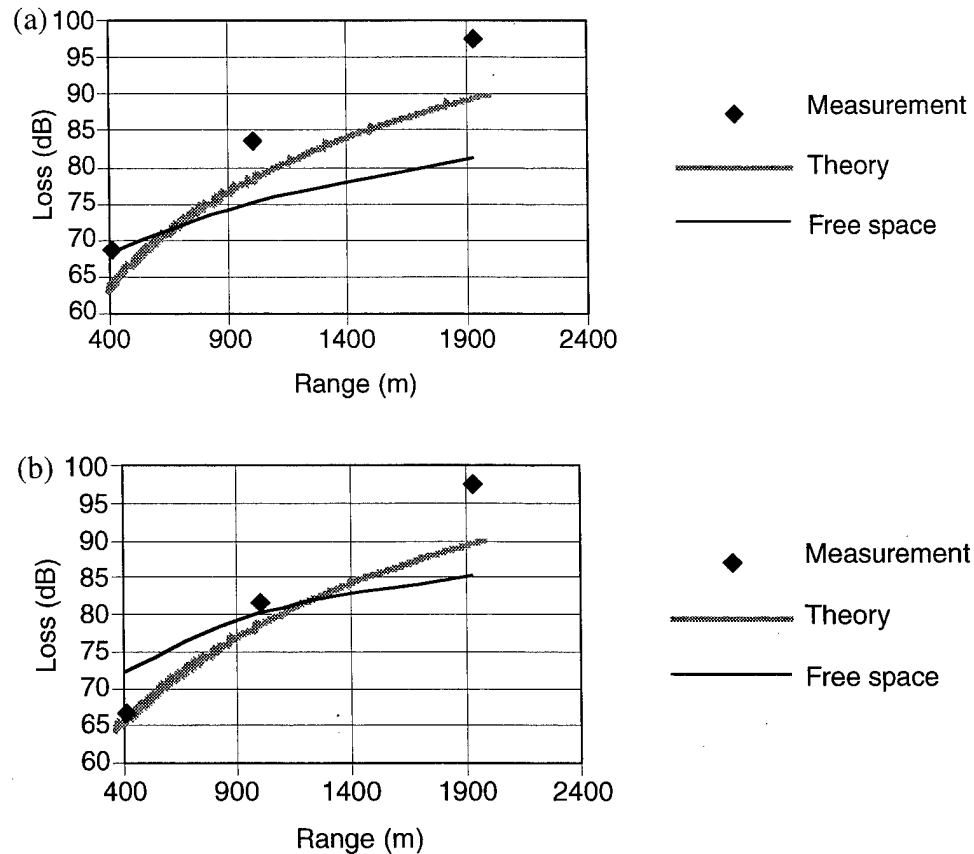 (a)
100
95
90
85
80
75
70
65
60
Loss (dB)
400 900 1400 1900 2400
Range (m)
Measurement
Theory
Free space
(b)
100
95
90
85
80
75
70
65
60
Loss (dB)
400 900 1400 1900 2400
Range (m)
Measurement
Theory
Free space